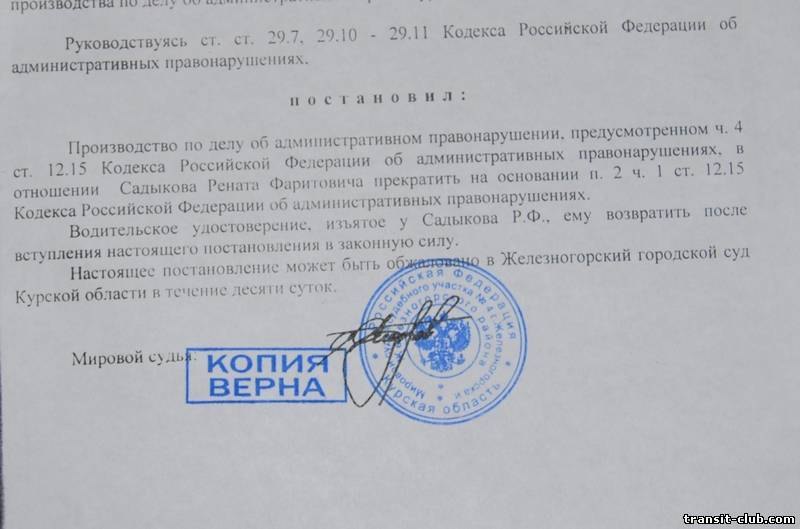 производства по делу об административном
Руководствуясь ст. ст. 29.7, 29.10 - 29.11 Кодекса Российской Федерации об
административных правонарушениях.
постановил:
Производство по делу об административном правонарушении, предусмотренном ч. 4
ст. 12.15 Кодекса Российской Федерации об административных правонарушениях, в
отношении Садыкова Рената Фаритовича прекратить на основании п. 2 ч. 1 ст. 12.15
Кодекса Российской Федерации об административных правонарушениях.
Водительское удостоверение, изъятое у Садыкова Р.Ф., ему возвратить после
вступления настоящего постановления в законную силу.
Настоящее постановление может быть обжаловано в Железногорский городской суд
Курской области в течение десяти суток.
Мировой судья:
КОПИЯ
ВЕРНА
Российская Федерация
Курская область
судебного участка № 4 г. Железногорска и
Железногорского района
transit-club.com